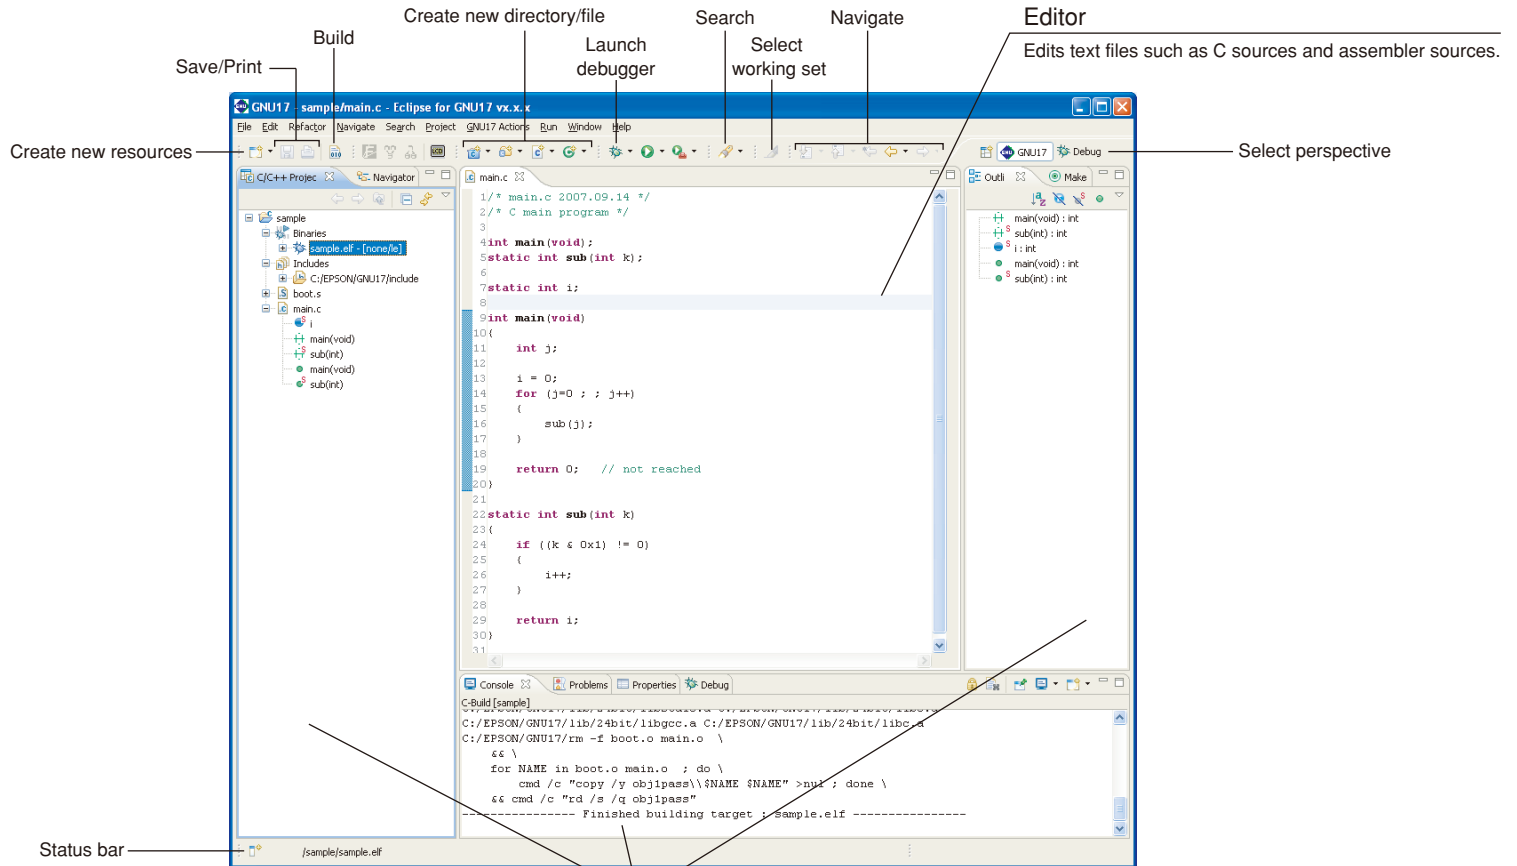 Create new directory/file
Search
Navigate
Editor
Build
Launch
debugger
Select
working set
Edits text files such as C sources and assembler sources.
Save/Print
GNU17 - sample/main.c - Eclipse for GNU17 vx.x.x
File Edit Refactor Navigate Search Project GNU17 Actions Run Window Help
Create new resources
010
LCD
GNU17
Debug
Select perspective
C/C++ Projec
Navigator
main.c
Outli
Make
sample
Binaries
sample.elf - [none/le]
Includes
C:/EPSON/GNU17/include
boot.s
main.c
i
main(void)
sub(int)
main(void)
sub(int)
1/* main.c 2007.09.14 */
2/* C main program */
3
4int main(void);
5static int sub(int k);
6
7static int i;
8
9int main(void)
10{
11    int j;
12
13    i = 0;
14    for (j=0 ; ; j++)
15    {
16        sub(j);
17    }
18
19    return 0;   // not reached
20}
21
22static int sub(int k)
23{
24    if ((k & 0x1) != 0)
25    {
26        i++;
27    }
28
29    return i;
30}
31
main(void) : int
sub(int) : int
i : int
main(void) : int
sub(int) : int
Console
Problems
Properties
Debug
C-Build [sample]
C:/EPSON/GNU17/lib/24bit/libgcc.a C:/EPSON/GNU17/lib/24bit/libc.a
C:/EPSON/GNU17/rm -f boot.o main.o  \
&& \
for NAME in boot.o main.o  ; do \
cmd /c "copy /y obj1pass\\$NAME $NAME" >nul ; done \
&& cmd /c "rd /s /q obj1pass"
---------------- Finished building target : sample.elf ----------------
Status bar
/sample/sample.elf